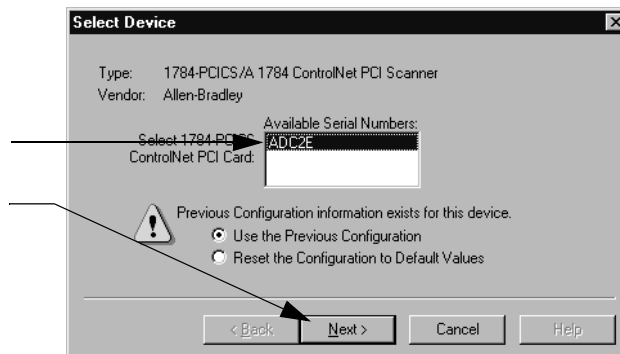 Select Device
Type: 1784-PCICS/A 1784 ControlNet PCI Scanner
Vendor: Allen-Bradley
Available Serial Numbers:
Select 1784-PCICS
ControlNet PCI Card:
ADC2E
Previous Configuration information exists for this device.
Use the Previous Configuration
Reset the Configuration to Default Values
< Back
Next >
Cancel
Help